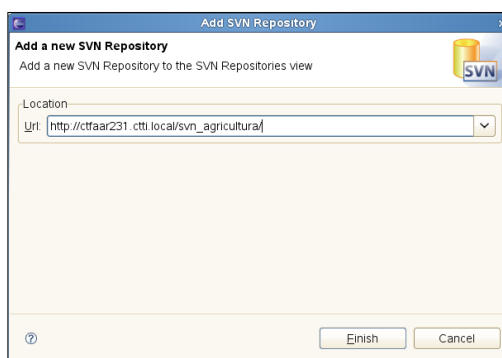 Add SVN Repository
Add a new SVN Repository
Add a new SVN Repository to the SVN Repositories view
SVN
Location
Url: http://ctfaar231.ctti.local/svn_agricultura/
Finish
Cancel